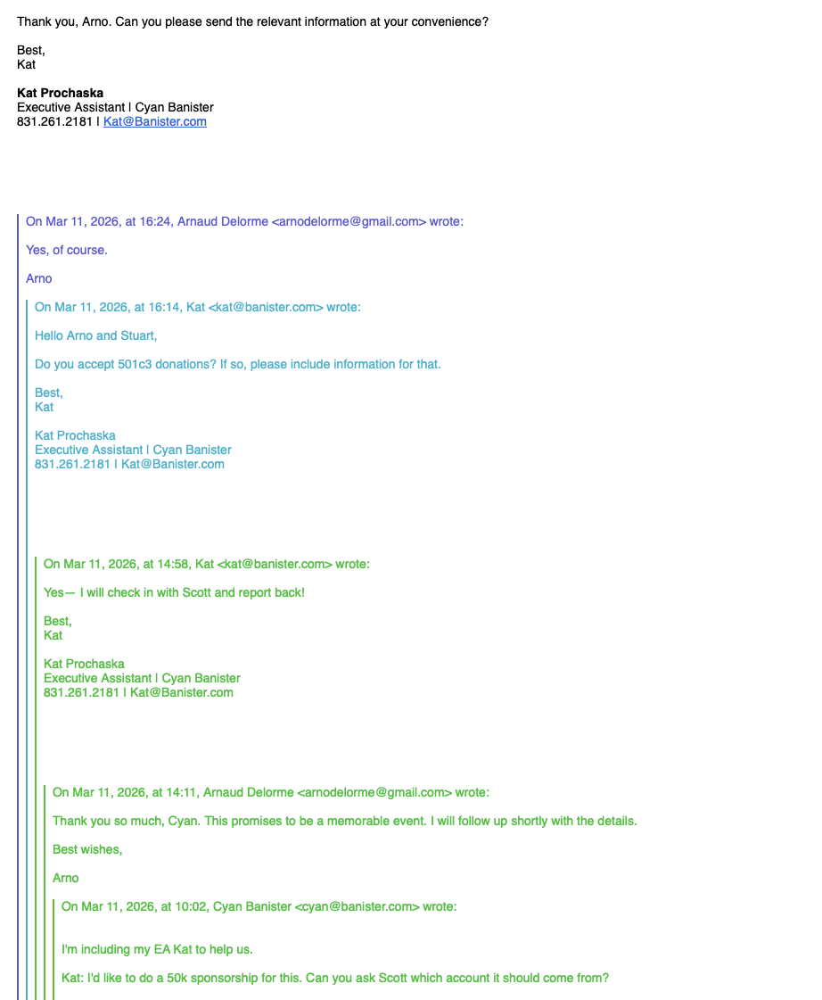 Thank you, Arno. Can you please send the relevant information at your convenience?
Best,
Kat
Kat Prochaska
Executive Assistant | Cyan Banister
831.261.2181 | Kat@Banister.com
On Mar 11, 2026, at 16:24, Arnaud Delorme <arnodelorme@gmail.com> wrote:
Yes, of course.
Arno
On Mar 11, 2026, at 16:14, Kat <kat@banister.com> wrote:
Hello Arno and Stuart,
Do you accept 501c3 donations? If so, please include information for that.
Best,
Kat
Kat Prochaska
Executive Assistant | Cyan Banister
831.261.2181 | Kat@Banister.com
On Mar 11, 2026, at 14:58, Kat <kat@banister.com> wrote:
Yes— I will check in with Scott and report back!
Best,
Kat
Kat Prochaska
Executive Assistant | Cyan Banister
831.261.2181 | Kat@Banister.com
On Mar 11, 2026, at 14:11, Arnaud Delorme <arnodelorme@gmail.com> wrote:
Thank you so much, Cyan. This promises to be a memorable event. I will follow up shortly with the details.
Best wishes,
Arno
On Mar 11, 2026, at 10:02, Cyan Banister <cyan@banister.com> wrote:
I'm including my EA Kat to help us.
Kat: I'd like to do a 50k sponsorship for this. Can you ask Scott which account it should come from?